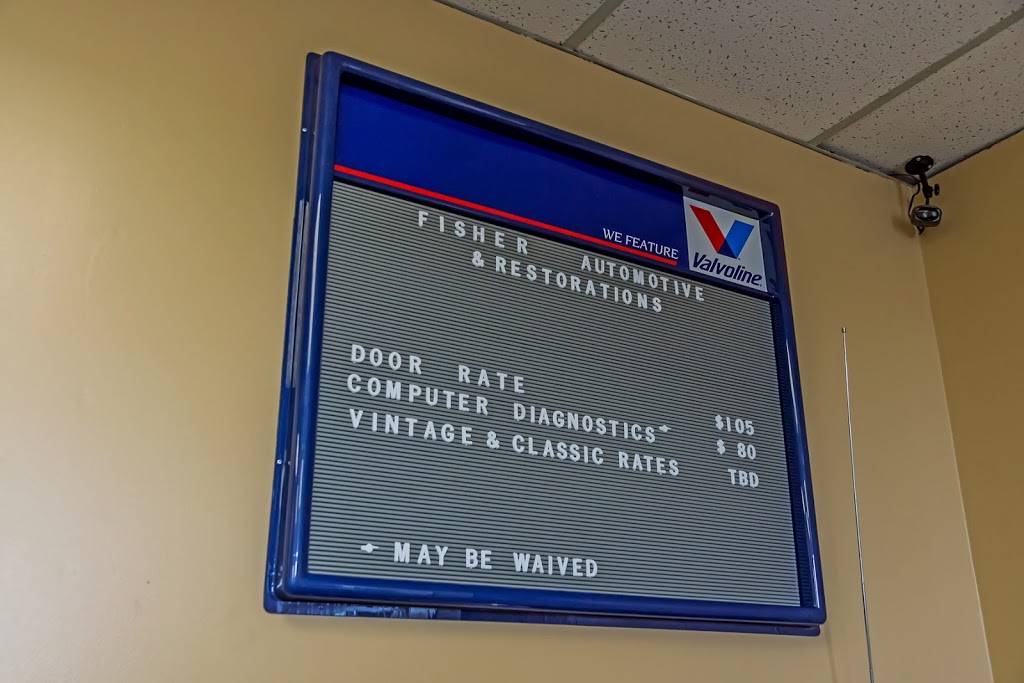 WE FEATURE
Valvoline
FISHER AUTOMOTIVE
& RESTORATIONS
DOOR RATE $105
COMPUTER DIAGNOSTICS $ 80
VINTAGE & CLASSIC RATES TBD
MAY BE WAIVED